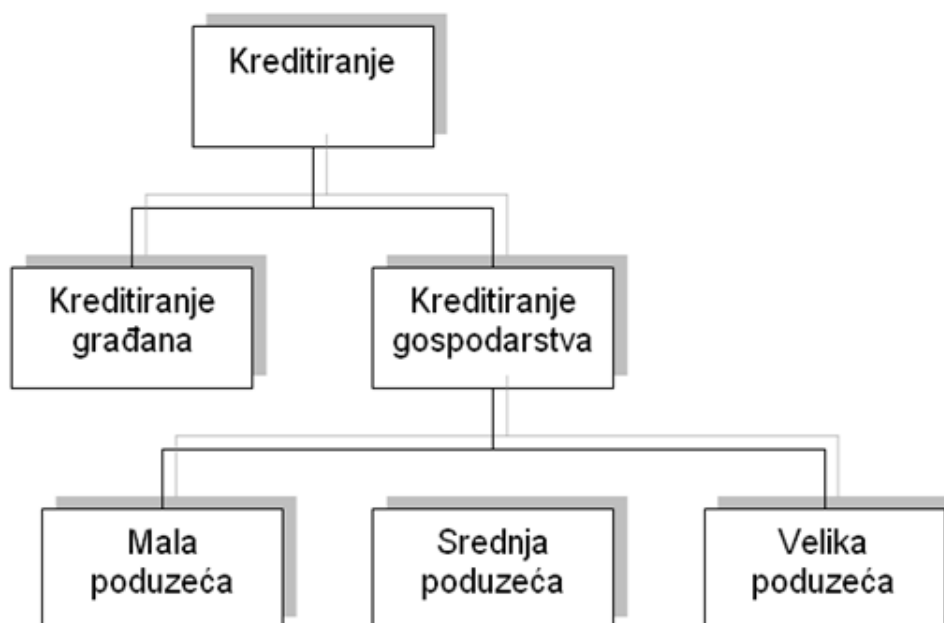 Kreditiranje
Kreditiranje
građana
Kreditiranje
gospodarstva
Mala
poduzeća
Srednja
poduzeća
Velika
poduzeća